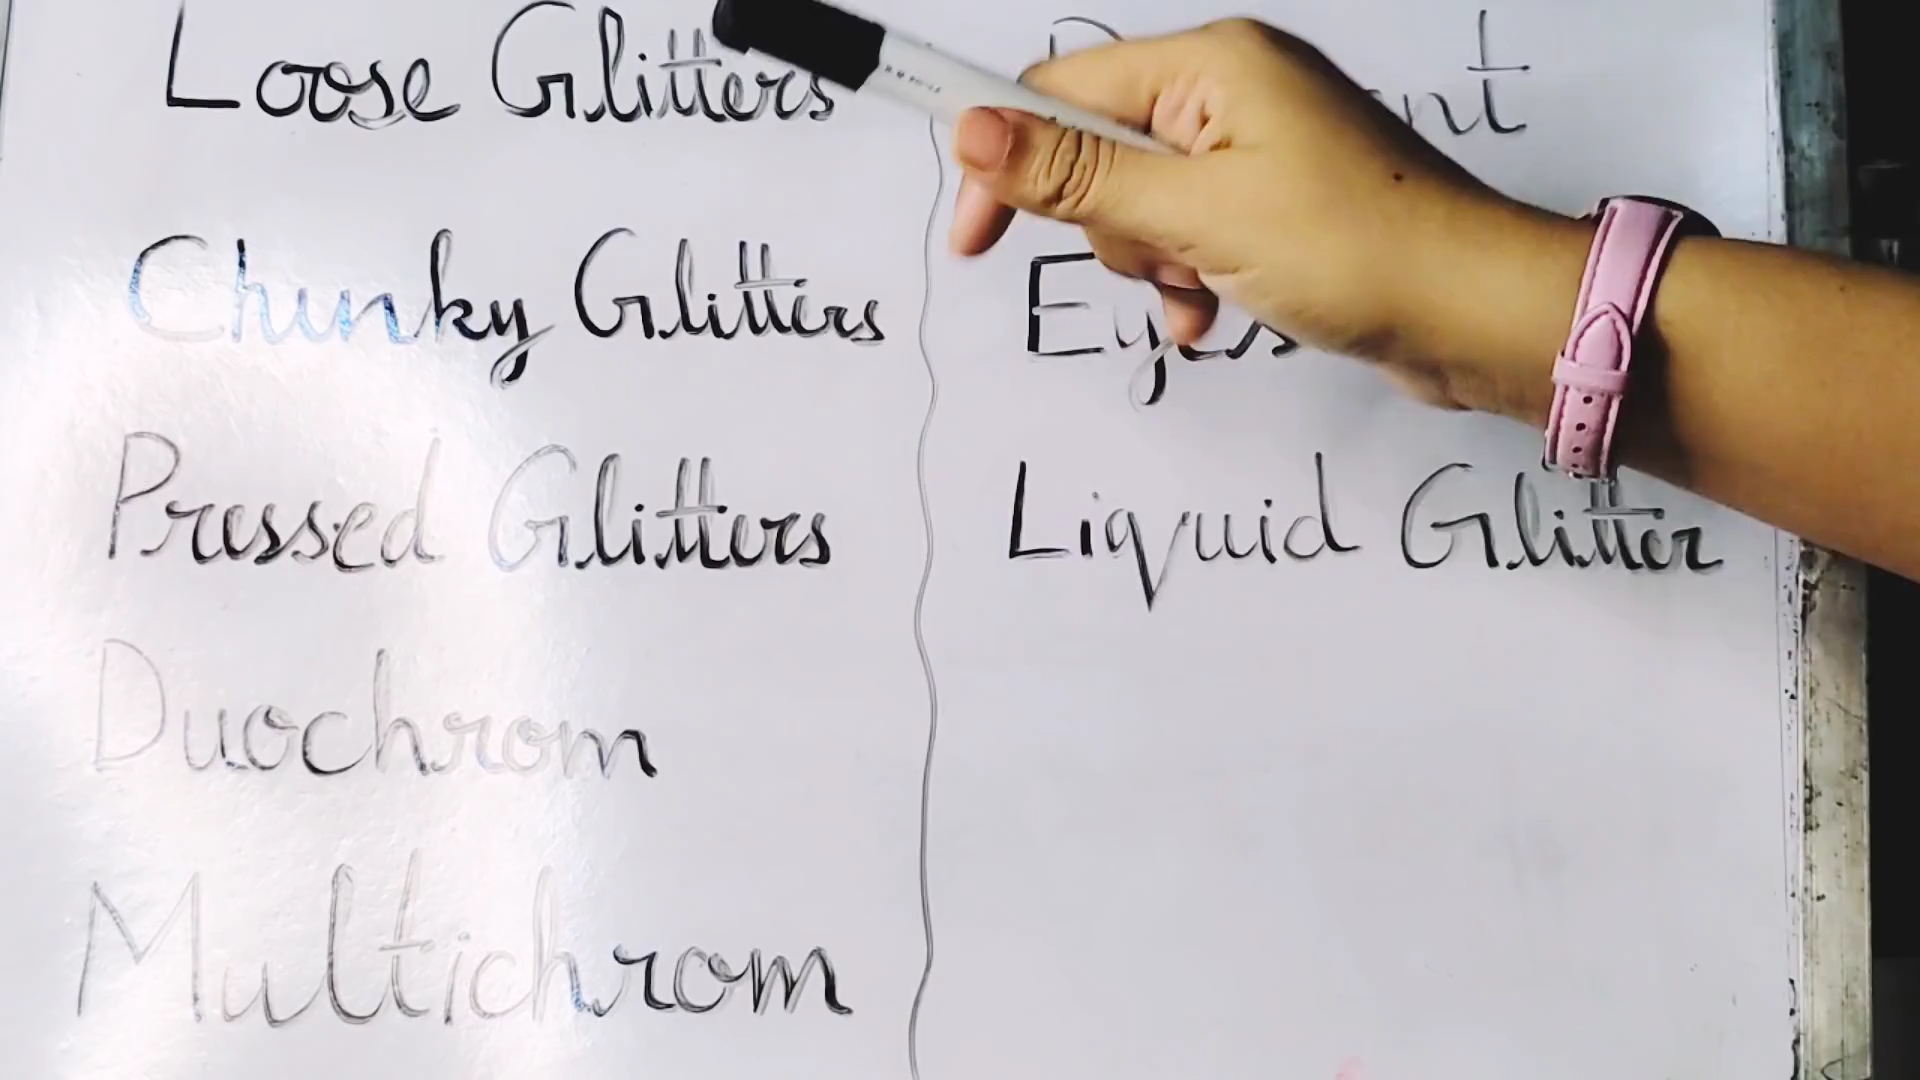 Loose Glitters
Chunky Glitters
Pressed Glitters
Duochrom
Multichrom
Liquid Glitter